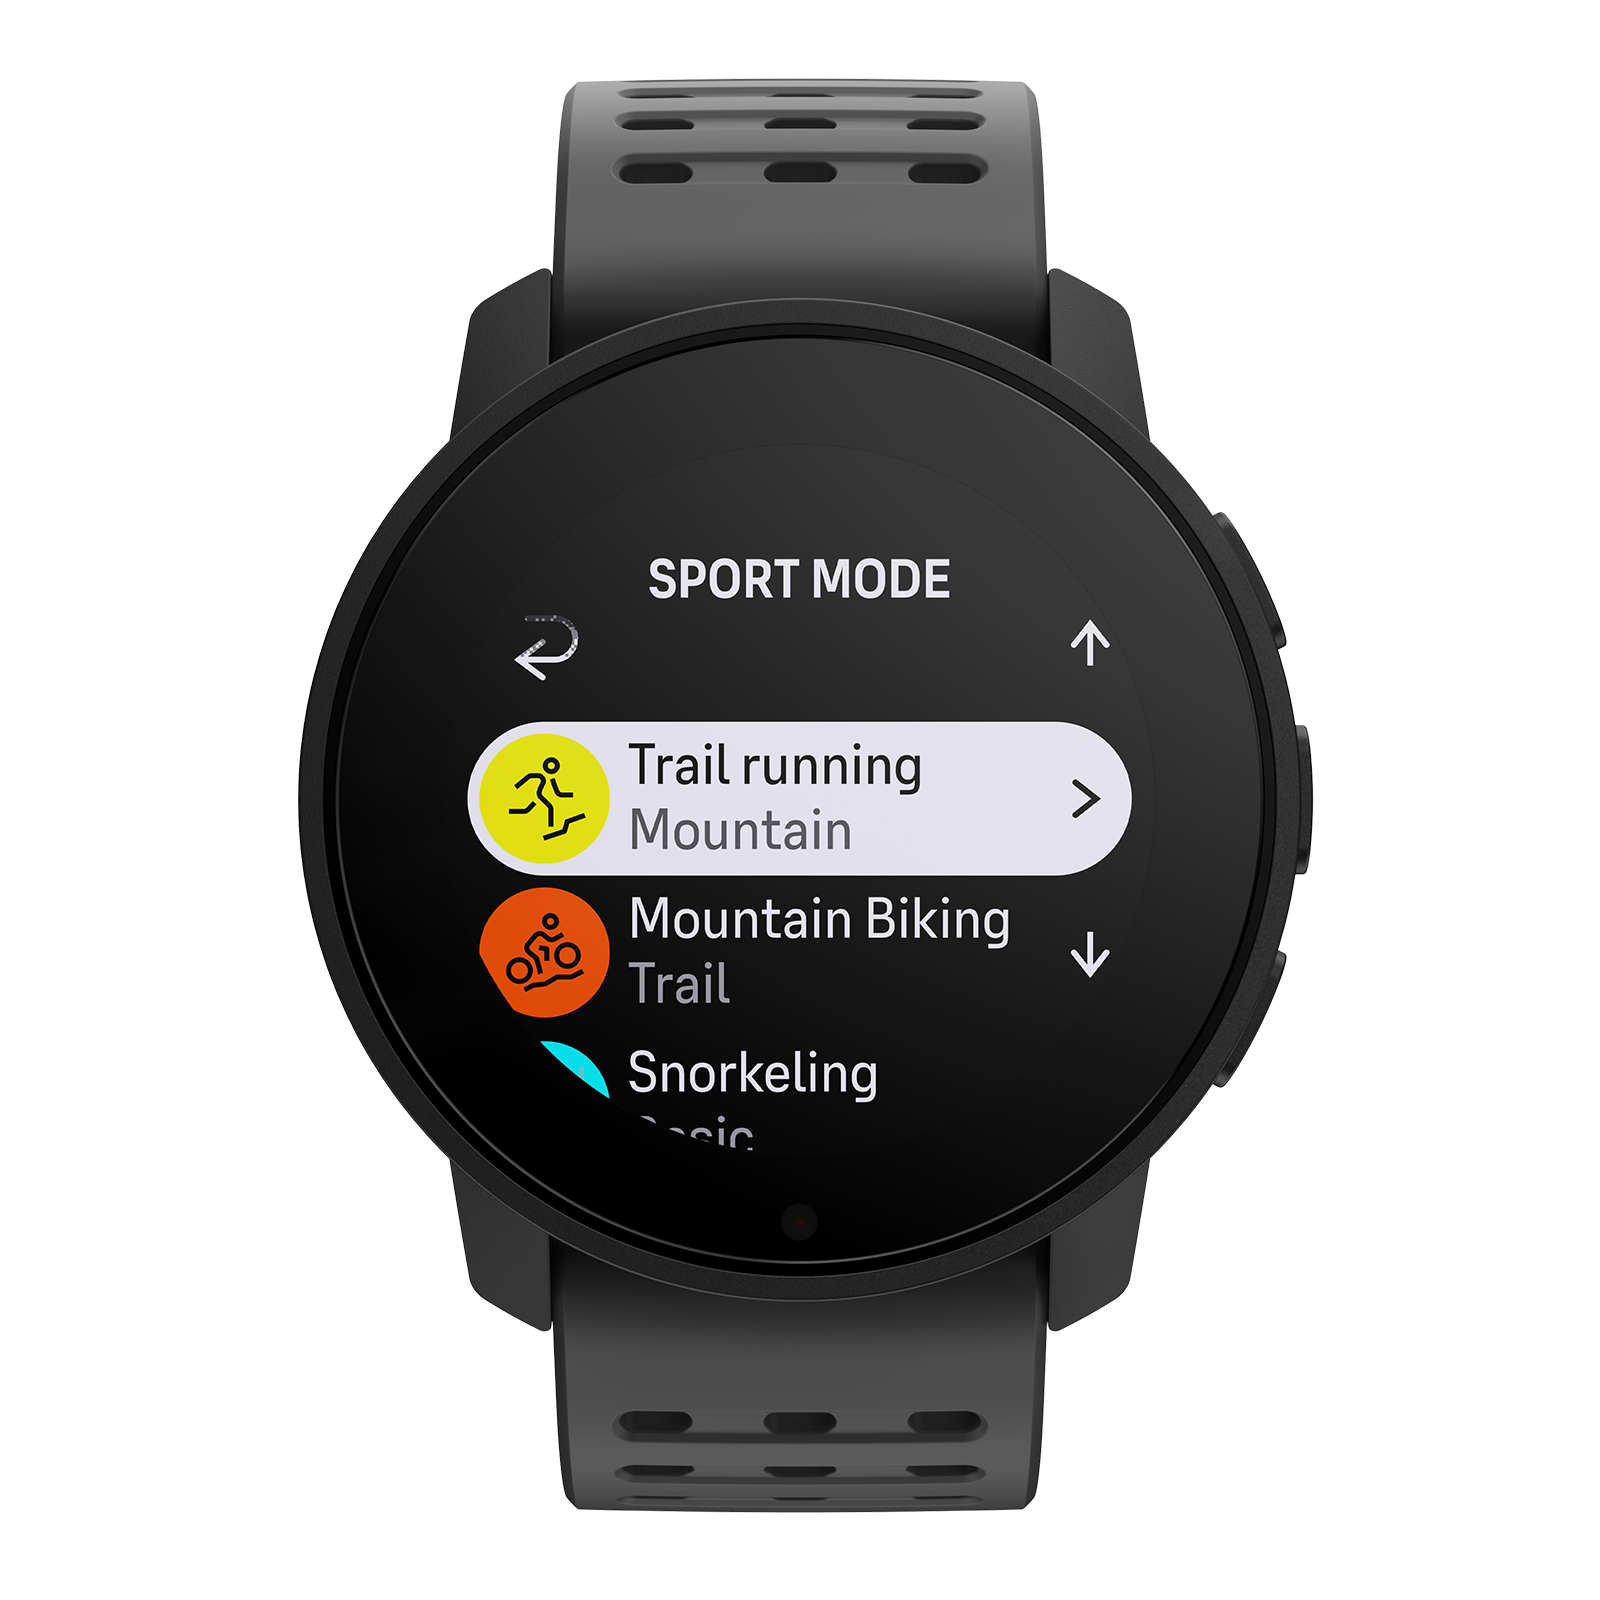 SPORT MODE
Trail running
Mountain
Mountain Biking
Trail
Snorkeling